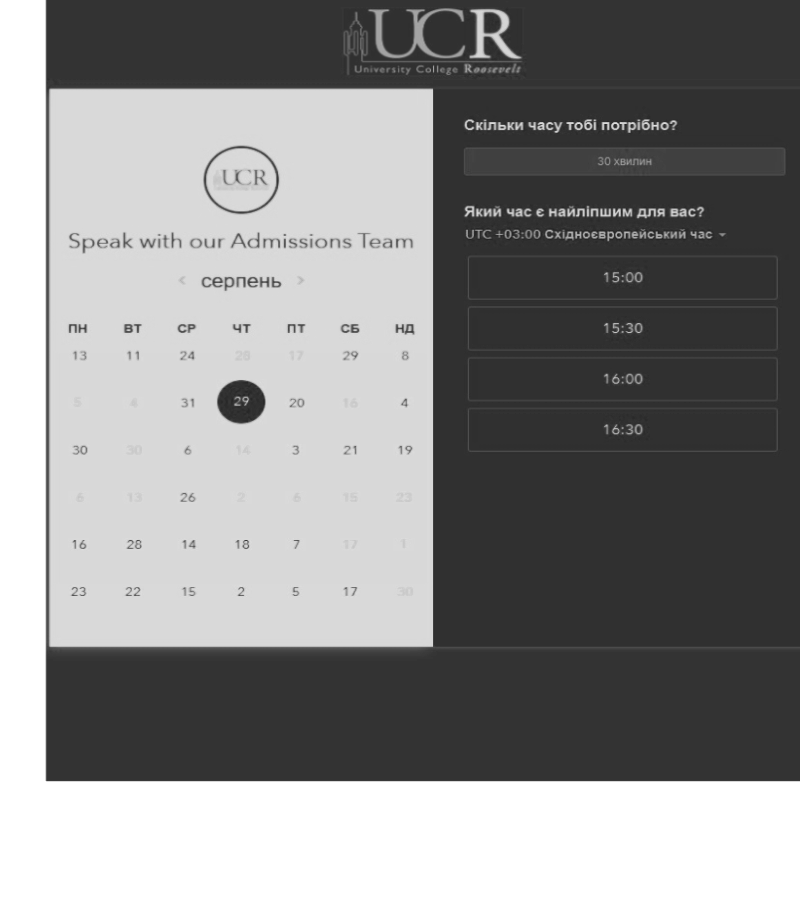 UCR
University College Roosevelt
UCR
Speak with our Admissions Team
< серпень >
ПН ВТ СР ЧТ ПТ СБ НД
13 11 24 28 17 29 8
5 4 31 29 20 16 4
30 30 6 14 3 21 19
6 13 26 2 6 15 23
16 28 14 18 7 17 1
23 22 15 2 5 17 30
Скільки часу тобі потрібно?
30 хвилин
Який час є найліпшим для вас?
UTC +03:00 Східноєвропейський час
15:00
15:30
16:00
16:30